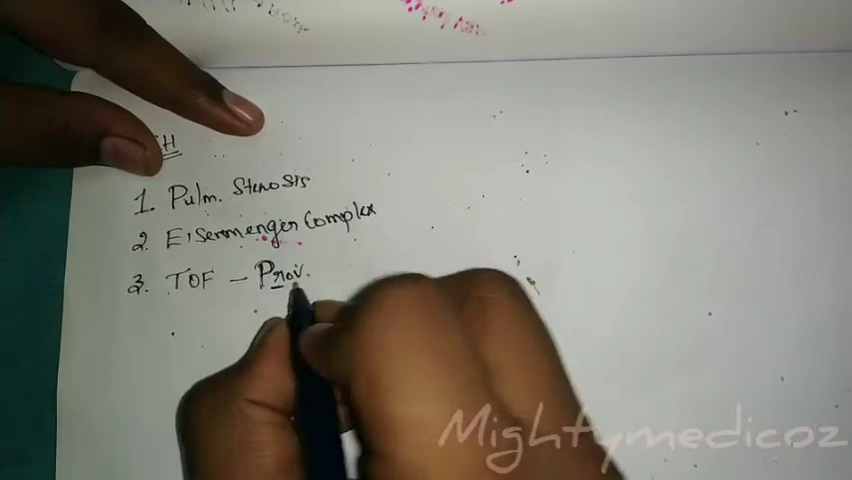 1. Pulm. Stenosis
2. Eisenmenger Complex
3. TOF - Prov.
Mightymedicoz